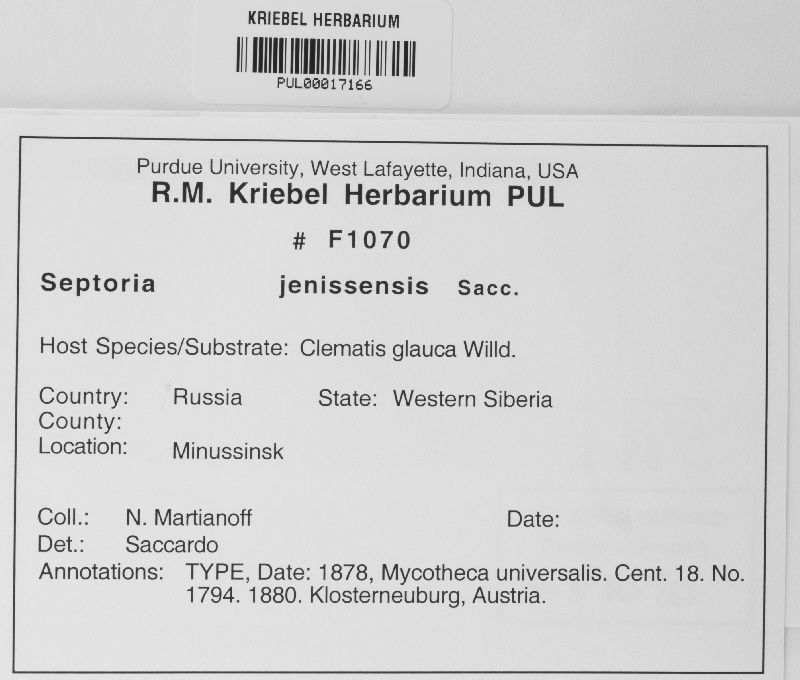 KRIEBEL HERBARIUM
PUL00017166
Purdue University, West Lafayette, Indiana, USA
R.M. Kriebel Herbarium PUL
# F1070
Septoria jenissensis Sacc.
Host Species/Substrate: Clematis glauca Willd.
Country: Russia State: Western Siberia
County:
Location: Minussinsk
Coll.: N. Martianoff Date:
Det.: Saccardo
Annotations: TYPE, Date: 1878, Mycotheca universalis. Cent. 18. No.
1794. 1880. Klosterneuburg, Austria.